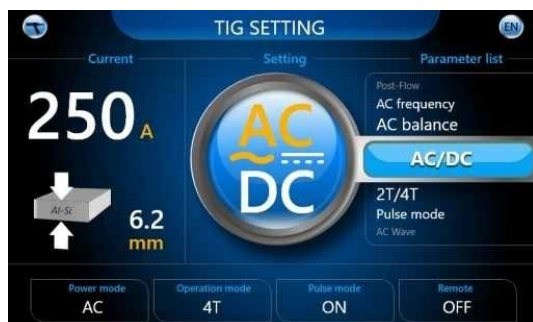 TIG SETTING
EN
Current
Setting
Parameter list
250 A
Al-Si
6.2
mm
AC
DC
Post-Flow
AC frequency
AC balance
AC/DC
2T/4T
Pulse mode
AC Wave
Power mode
AC
Operation mode
4T
Pulse mode
ON
Remote
OFF